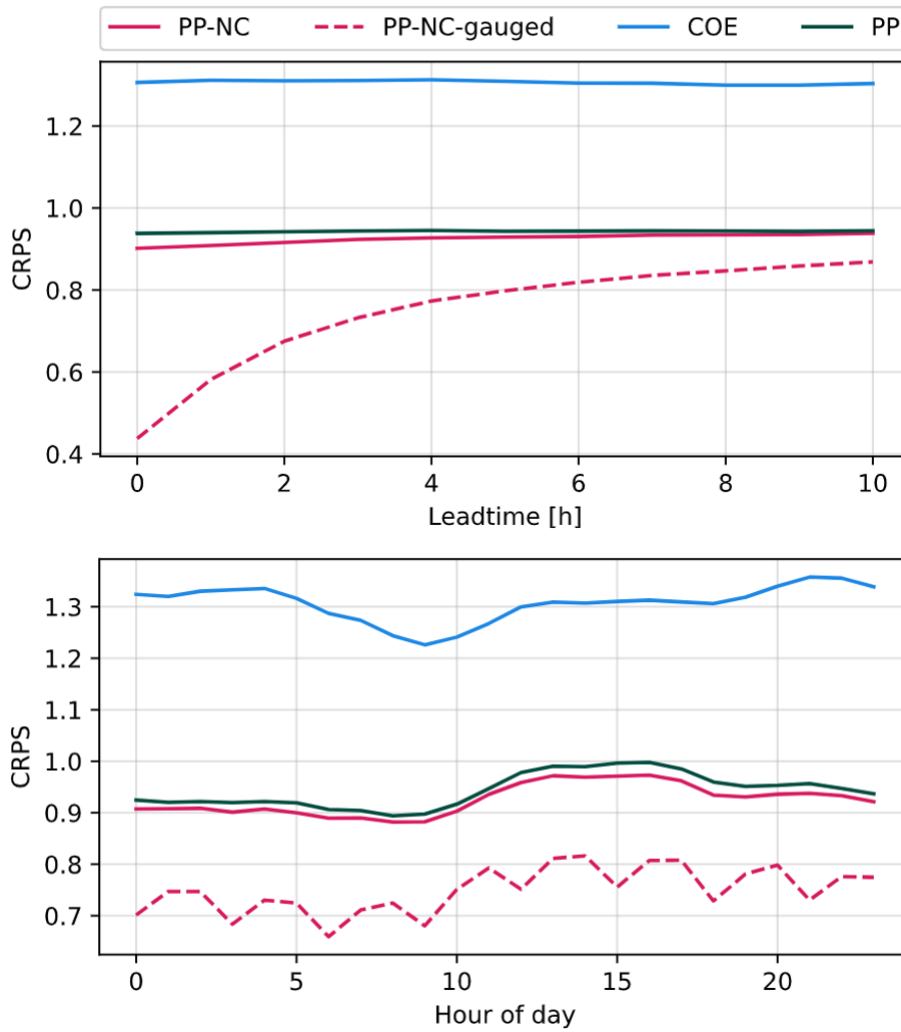 PP-NC PP-NC-gauged COE PP
1.2
1.0
0.8
0.6
0.4
CRPS
0 2 4 6 8 10
Leadtime [h]
1.3
1.2
1.1
1.0
0.9
0.8
0.7
CRPS
0 5 10 15 20
Hour of day